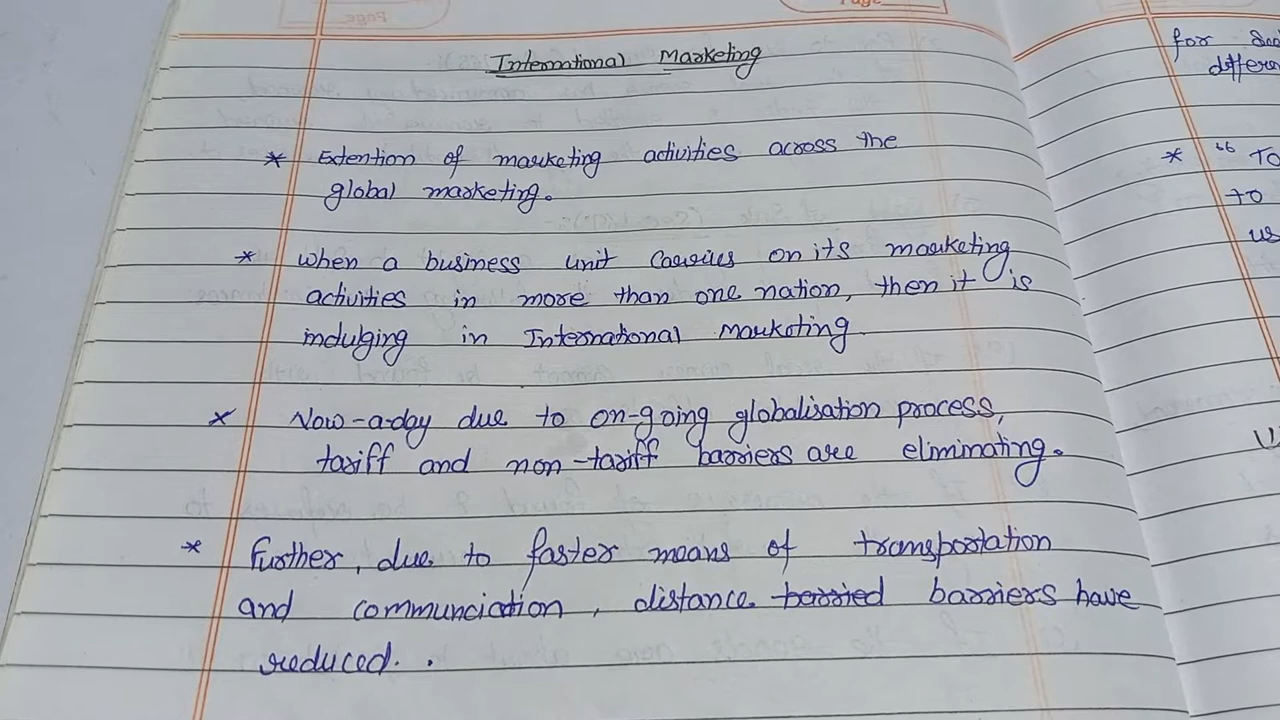 Page
Page
International Marketing
* Extention of marketing activities across the
global marketing.
* when a business unit carries on its marketing
activities in more than one nation, then it is
indulging in International Marketing
* Now-a-day due to on-going globalisation process,
tariff and non-tariff barriers are eliminating.
* Further, due to faster means of transportation
and communciation, distance barried barriers have
reduced.
for
differen
* " To
to
us